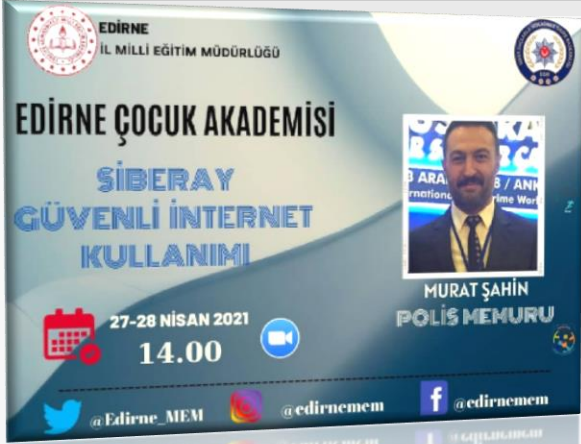 EDİRNE
İL MİLLİ EĞİTİM MÜDÜRLÜĞÜ
EDİRNE ÇOCUK AKADEMİSİ
SİBERAY
GÜVENLİ İNTERNET
KULLANIMI
27-28 NİSAN 2021
14.00
MURAT ŞAHİN
POLİS MEMURU
@Edirne_MEM
@edirnemem
@edirnemem